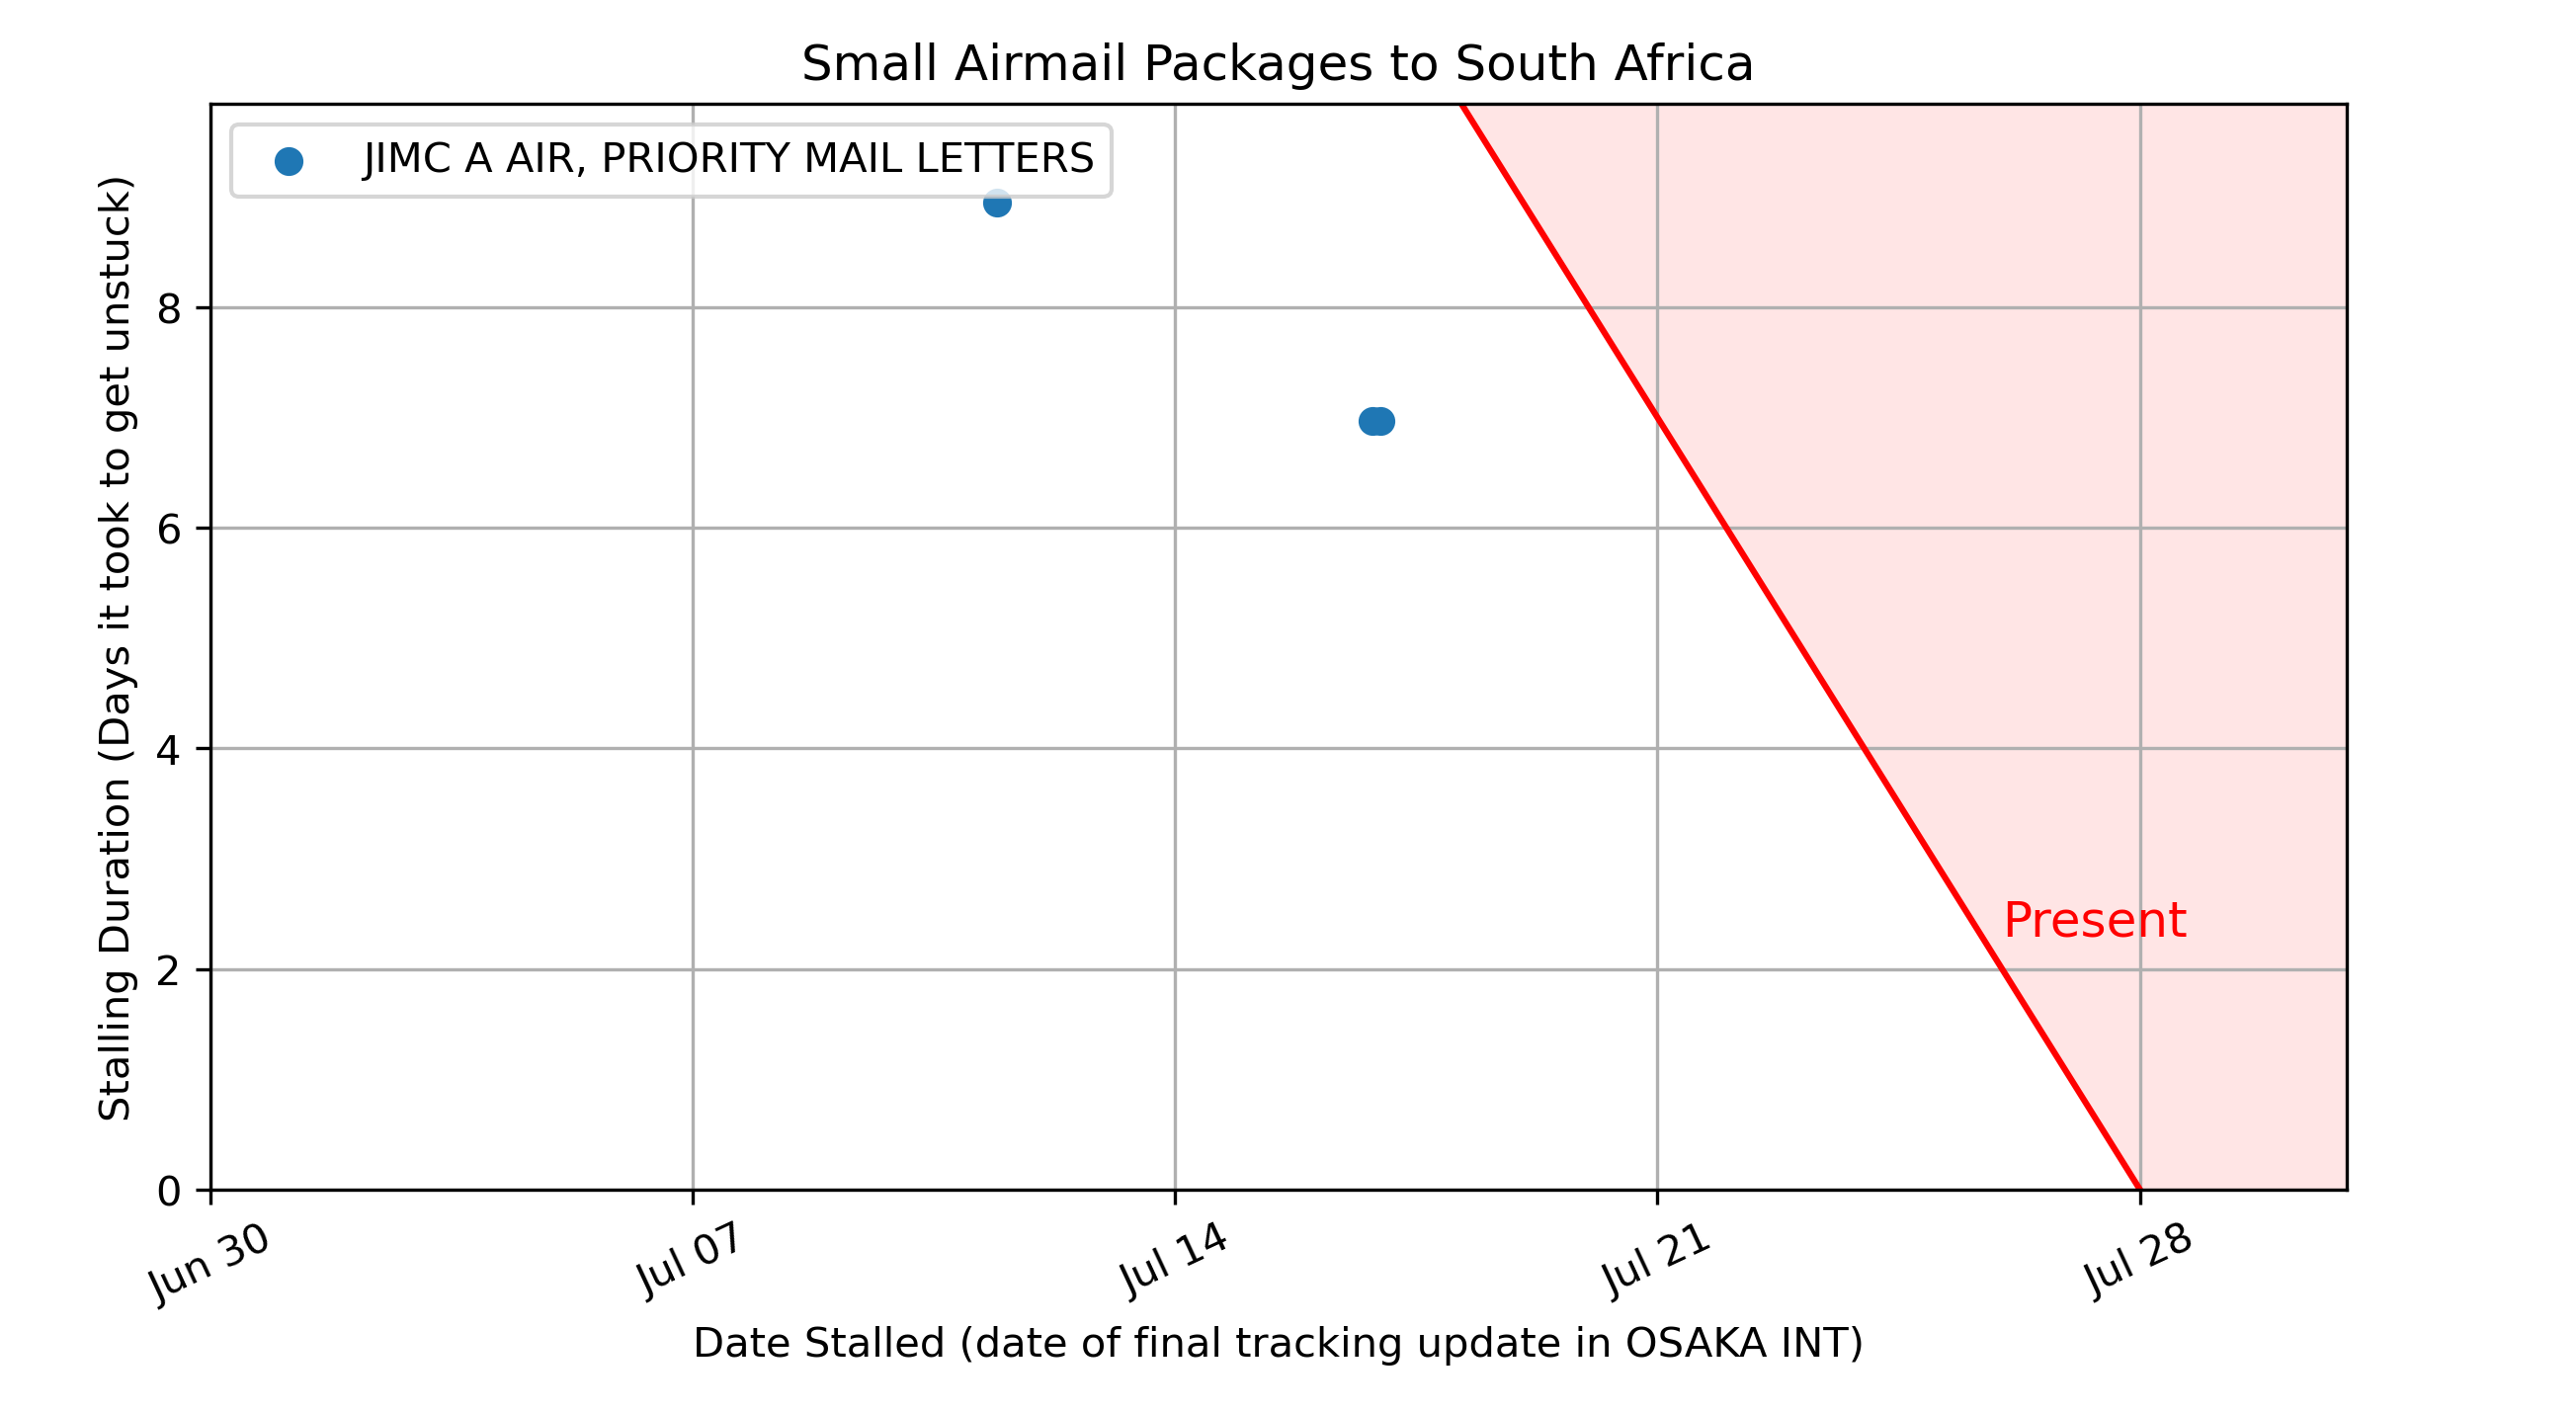 Small Airmail Packages to South Africa
JIMC A AIR, PRIORITY MAIL LETTERS
Stalling Duration (Days it took to get unstuck)
8
6
4
2
0
Present
Jun 30
Jul 07
Jul 14
Jul 21
Jul 28
Date Stalled (date of final tracking update in OSAKA INT)